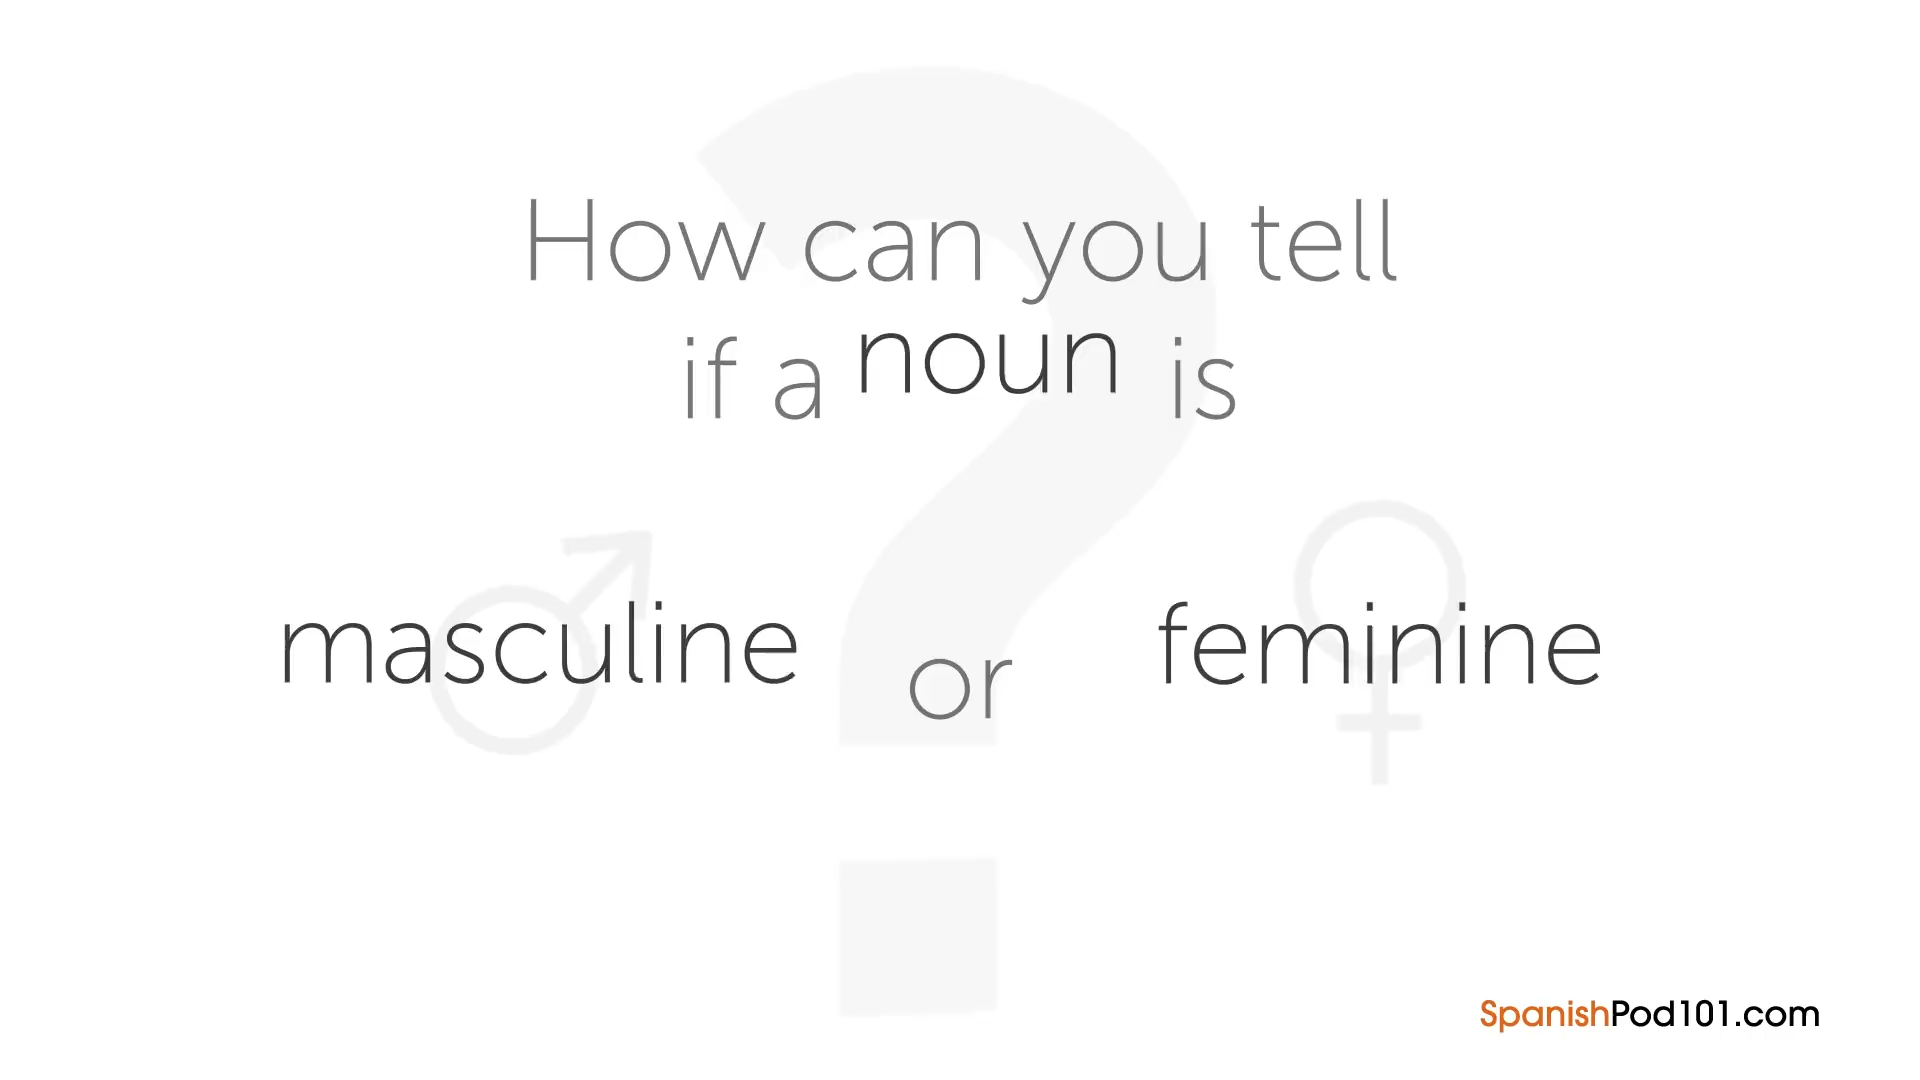 How can you tell
if a noun is
masculine or feminine
SpanishPod101.com